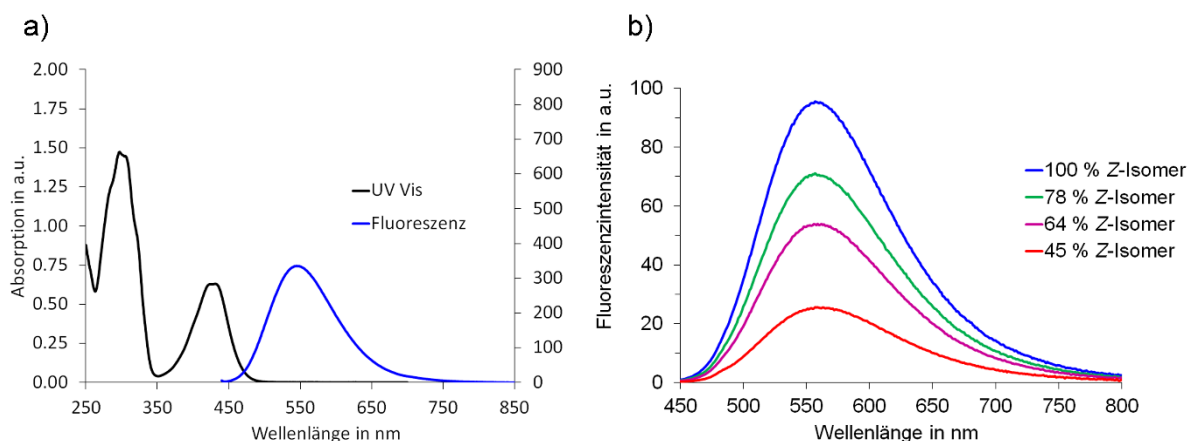 a)
Absorption in a.u.
2.00
1.75
1.50
1.25
1.00
0.75
0.50
0.25
0.00
900
800
700
600
500
400
300
200
100
0
UV Vis
Fluoreszenz
250 350 450 550 650 750 850
Wellenlänge in nm
b)
Fluoreszenzintensität in a.u.
100
80
60
40
20
0
100 % Z-Isomer
78 % Z-Isomer
64 % Z-Isomer
45 % Z-Isomer
450 500 550 600 650 700 750 800
Wellenlänge in nm